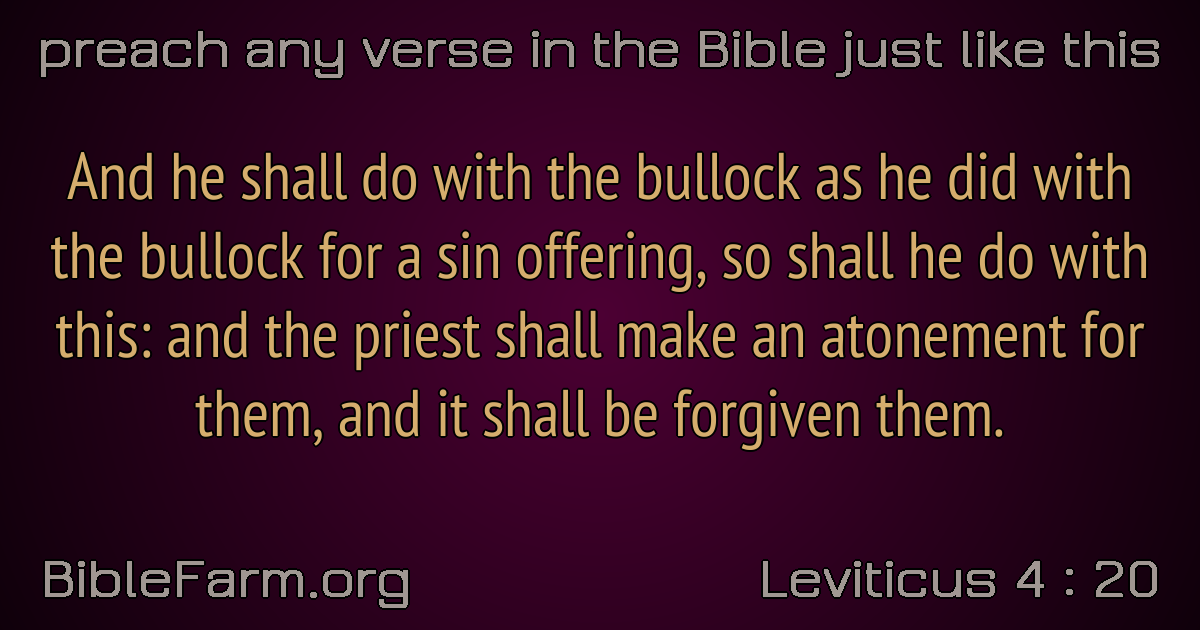 preach any verse in the Bible just like this
And he shall do with the bullock as he did with
the bullock for a sin offering, so shall he do with
this: and the priest shall make an atonement for
them, and it shall be forgiven them.
BibleFarm.org
Leviticus 4 : 20